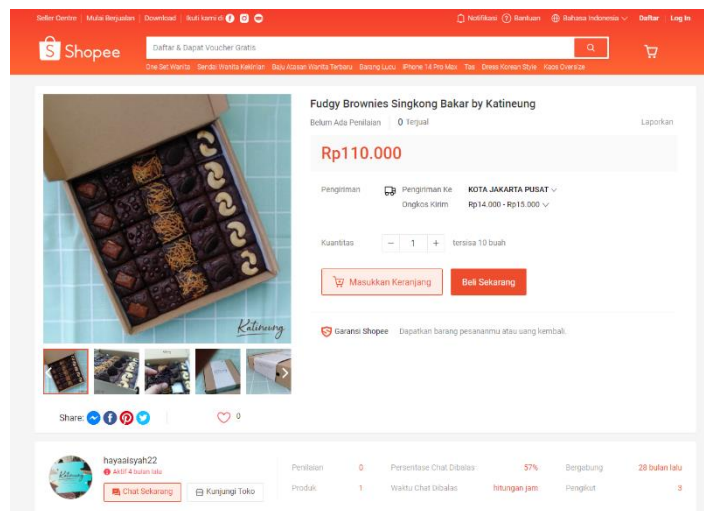 Seller Centre | Mulai Berjualan | Download | Ikuti kami di
Notifikasi Bantuan Bahasa Indonesia Daftar | Log In
Shopee
Daftar & Dapat Voucher Gratis
One Set Wanita Sandal Wanita Kekinian Baju Atasan Wanita Terbaru Barang Lucu iPhone 14 Pro Max Tas Dress Korean Style Kaos Oversize
Fudgy Brownies Singkong Bakar by Katineung
Belum Ada Penilaian | 0 Terjual
Laporkan
Rp110.000
Pengiriman Pengiriman Ke KOTA JAKARTA PUSAT
Ongkos Kirim Rp14.000 - Rp15.000
Kuantitas - 1 + tersisa 10 buah
Masukkan Keranjang
Beli Sekarang
Katineung
Garansi Shopee Dapatkan barang pesananmu atau uang kembali.
Share:
0
hayaaisyah22
Aktif 4 bulan lalu
Chat Sekarang
Kunjungi Toko
Penilaian 0 Persentase Chat Dibalas 57% Bergabung 28 bulan lalu
Produk 1 Waktu Chat Dibalas hitungan jam Pengikut 3